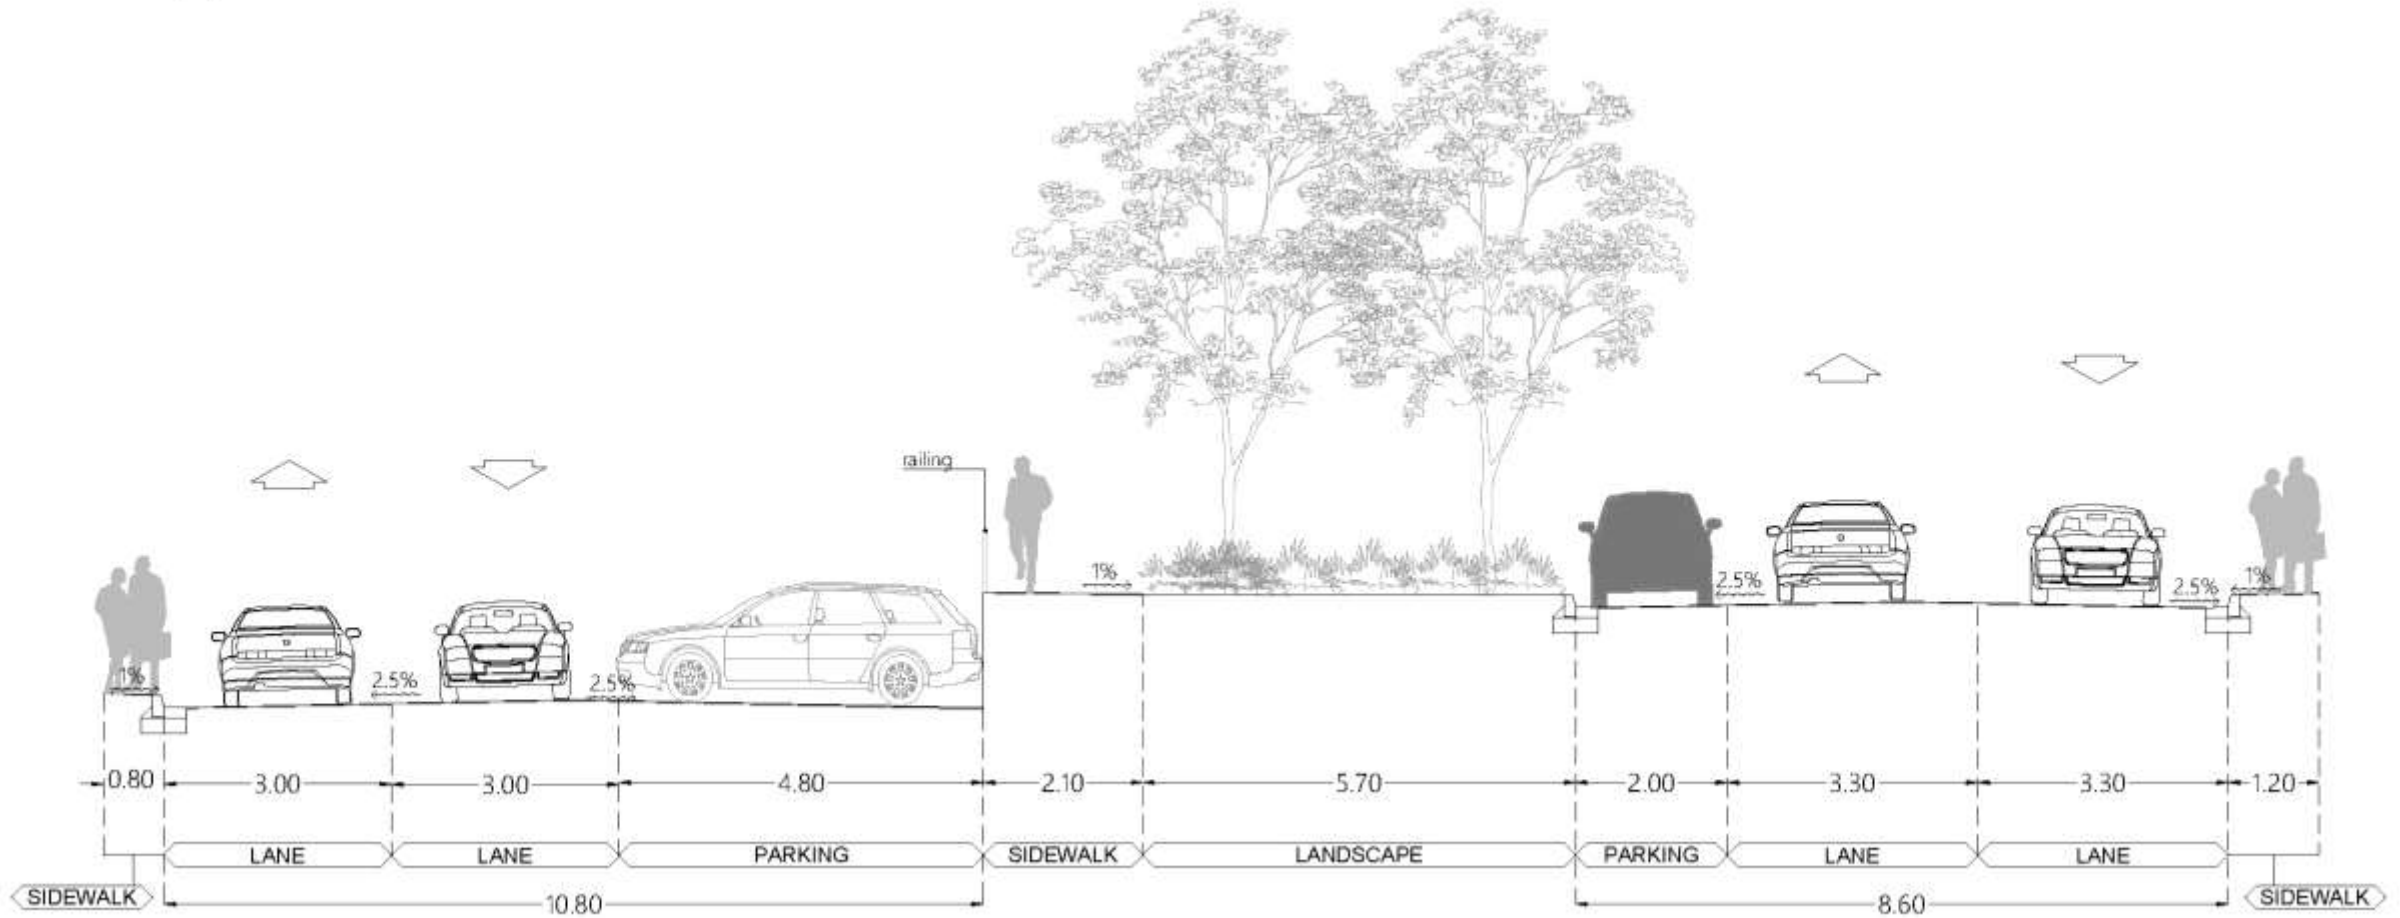 railing
1%
2.5%
2.5%
1%
2.5%
2.5%
1%
0.80 3.00 3.00 4.80 2.10 5.70 2.00 3.30 3.30 1.20
LANE LANE PARKING SIDEWALK LANDSCAPE PARKING LANE LANE
SIDEWALK 10.80 8.60 SIDEWALK